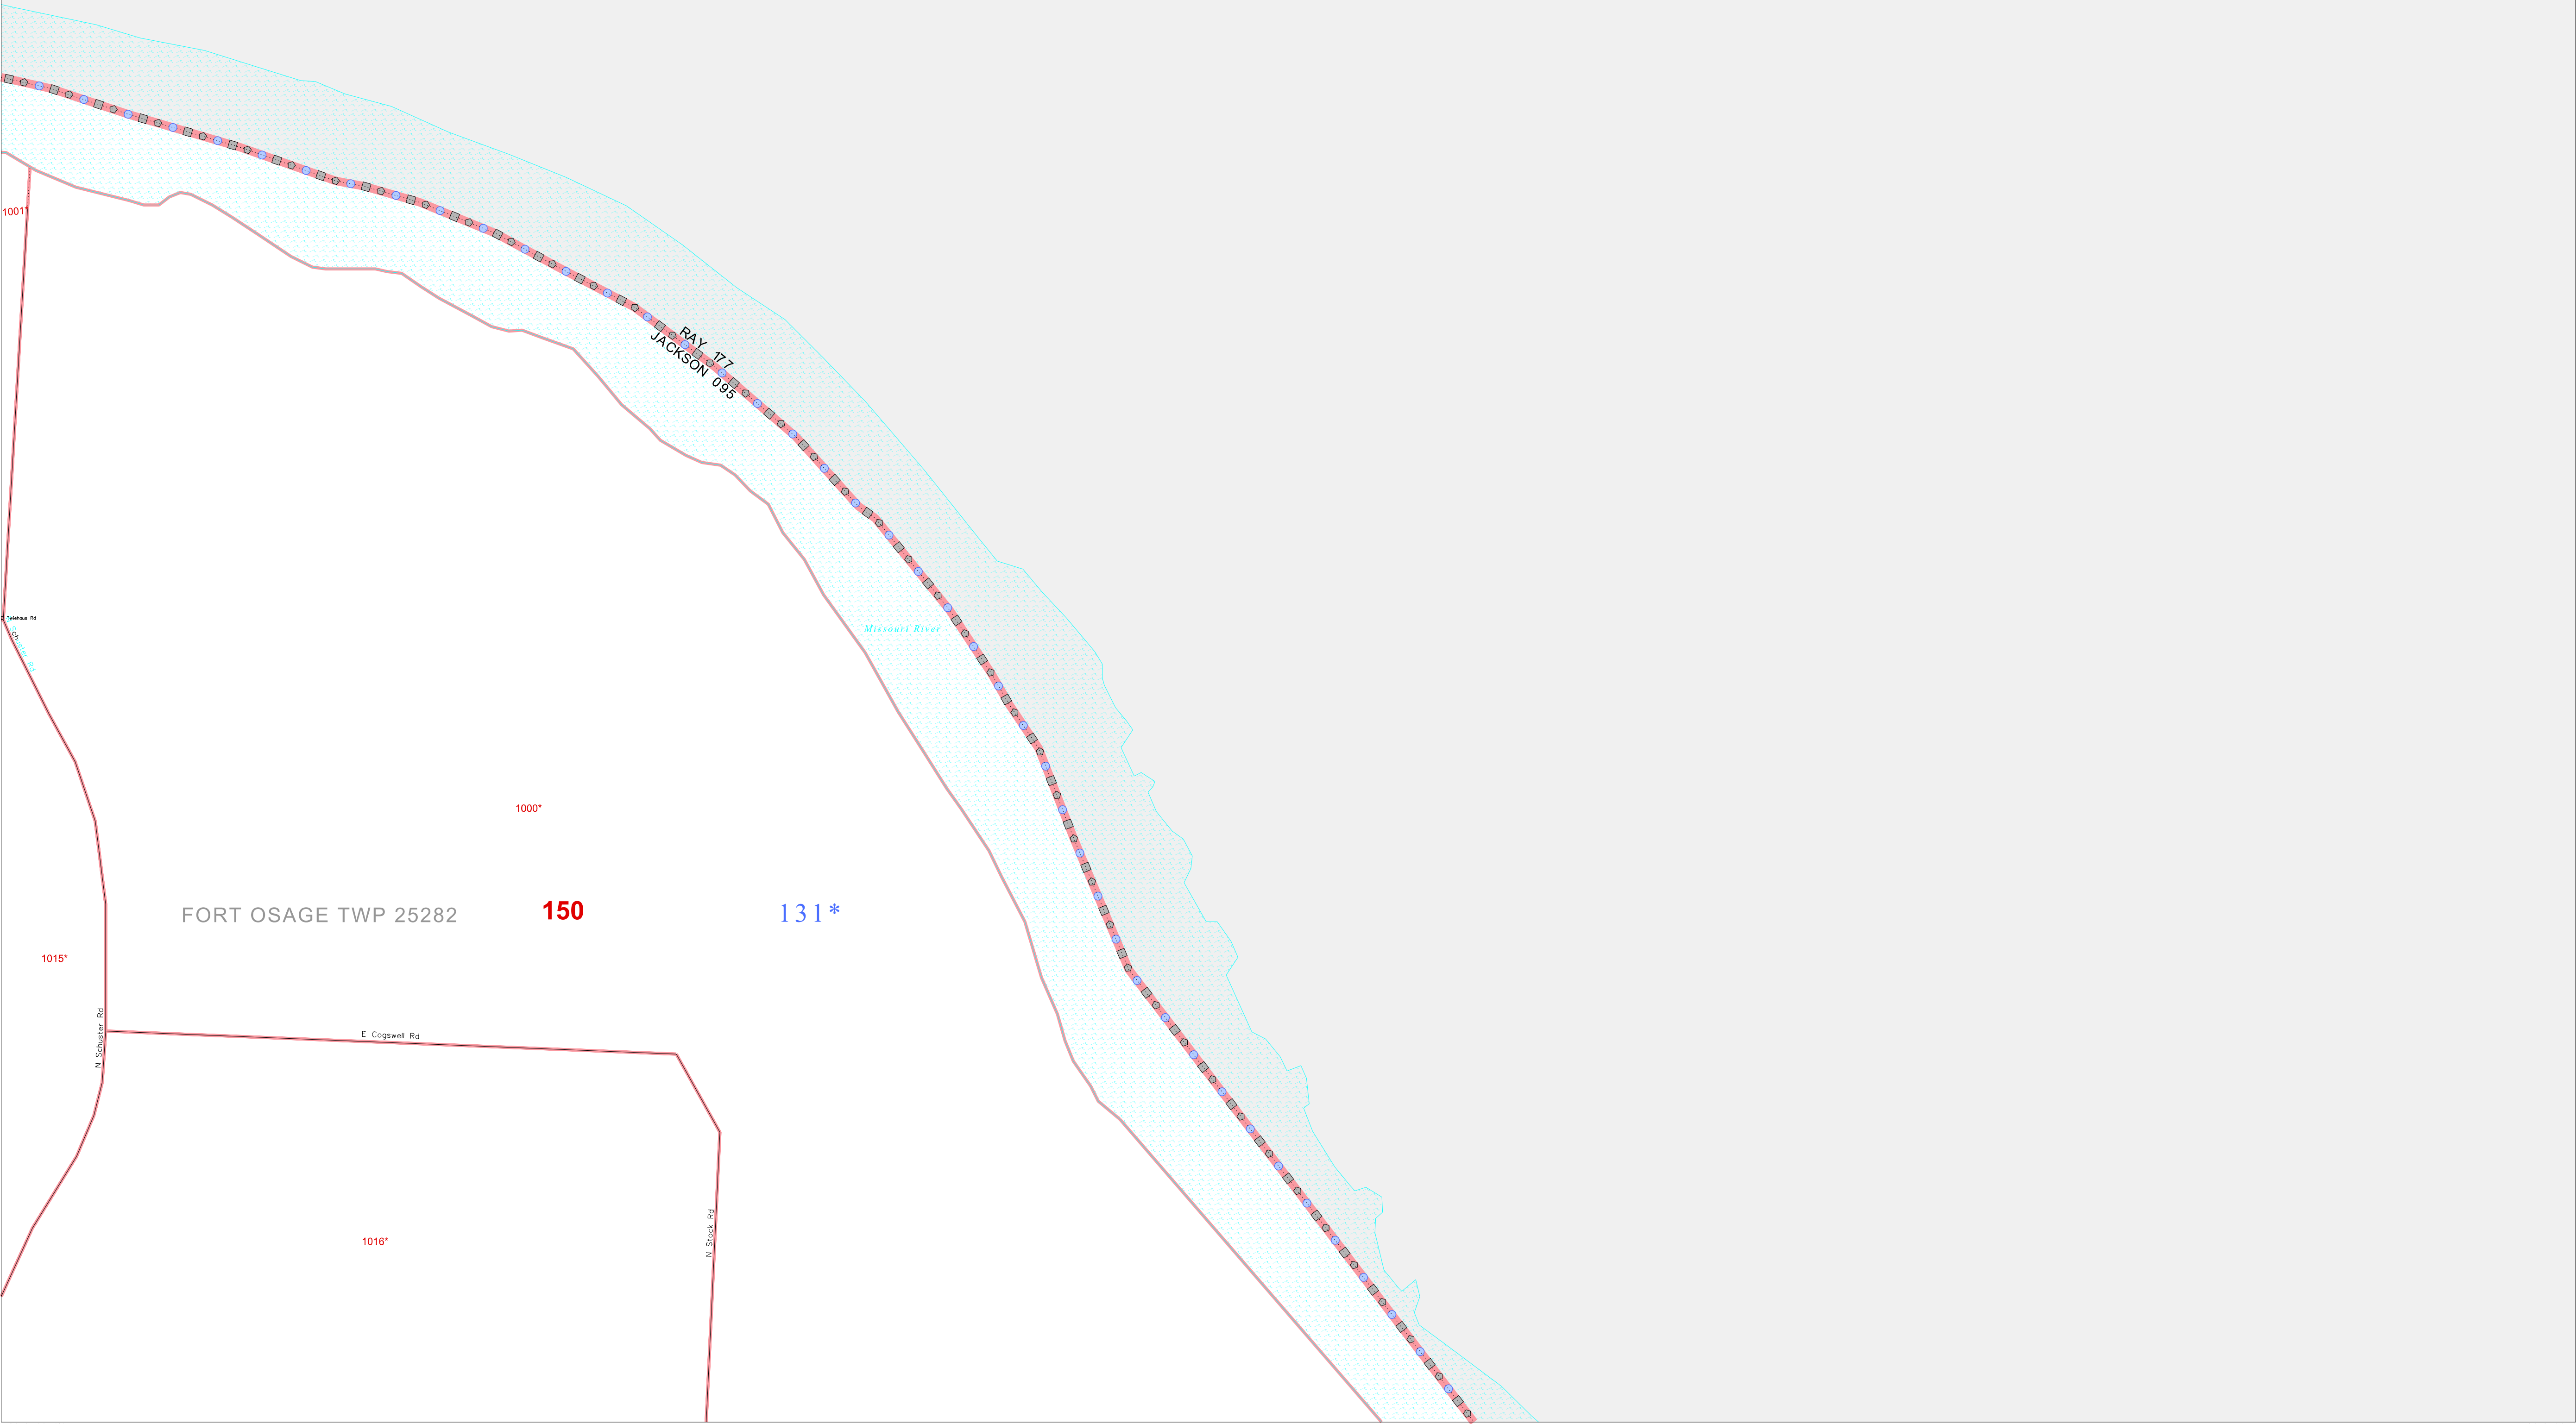 1001*
RAY 177
JACKSON 095
Telehaus Rd
Missouri River
1000*
FORT OSAGE TWP 25282
150
131*
1015*
N Schuster Rd
E Cogswell Rd
N Stock Rd
1016*